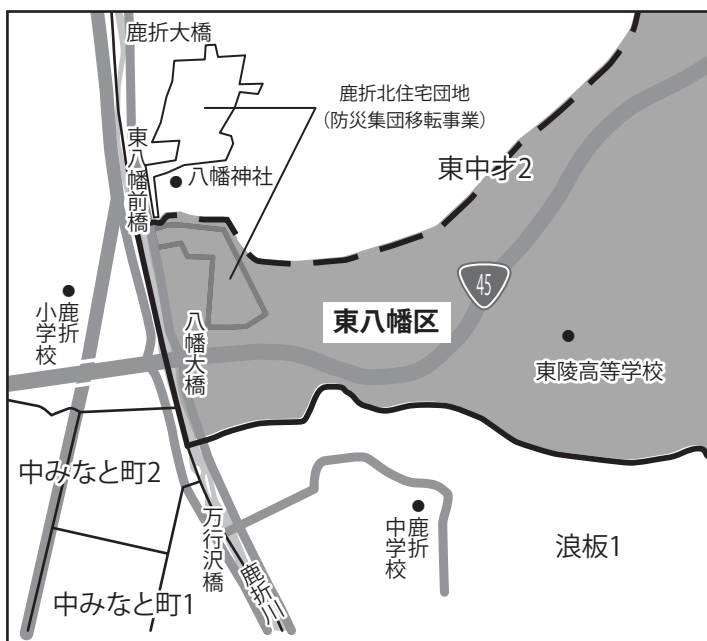 鹿折大橋
鹿折北住宅団地
(防災集団移転事業)
東中才2
東八幡前橋
八幡神社
45
鹿折
小学校
八幡大橋
東八幡区
東陵高等学校
中みなと町2
万行沢橋
鹿折
中学校
浪板1
中みなと町1
鹿折川